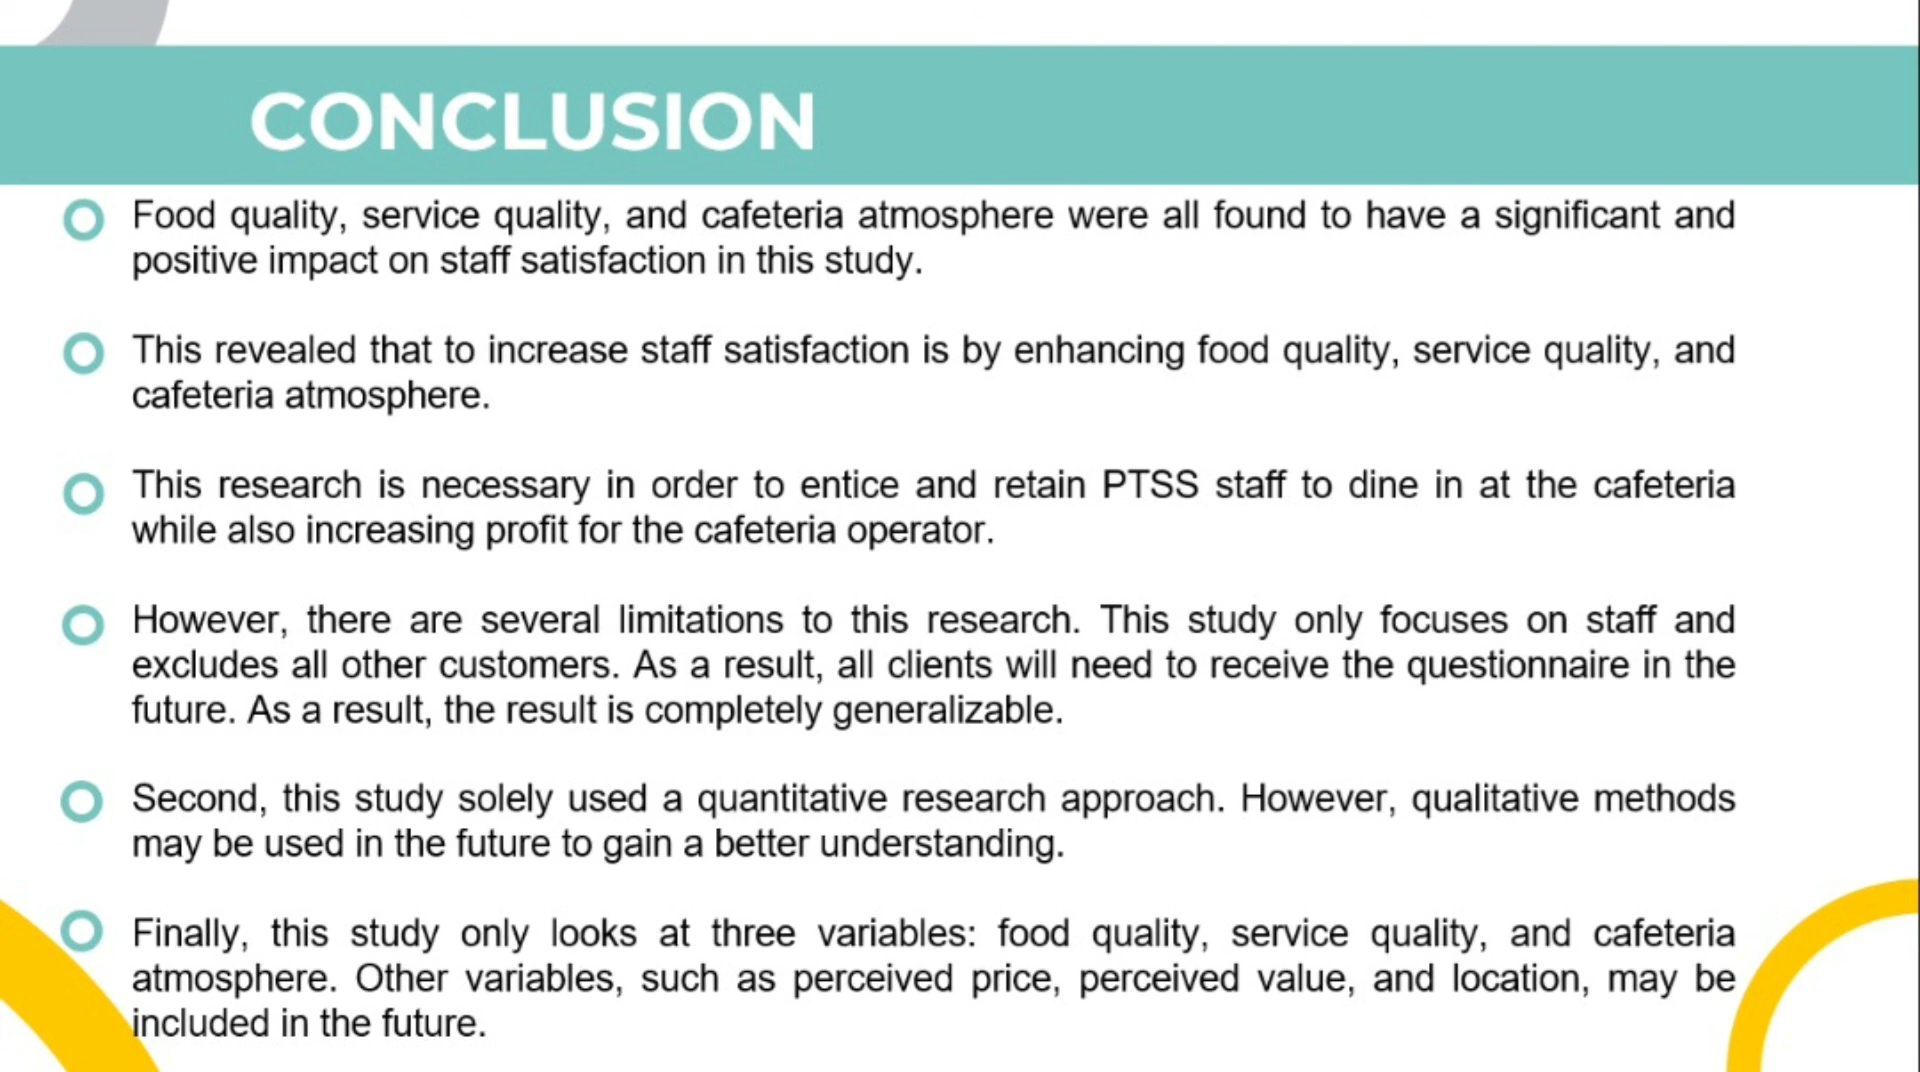 CONCLUSION
Food quality, service quality, and cafeteria atmosphere were all found to have a significant and
positive impact on staff satisfaction in this study.
This revealed that to increase staff satisfaction is by enhancing food quality, service quality, and
cafeteria atmosphere.
This research is necessary in order to entice and retain PTSS staff to dine in at the cafeteria
while also increasing profit for the cafeteria operator.
However, there are several limitations to this research. This study only focuses on staff and
excludes all other customers. As a result, all clients will need to receive the questionnaire in the
future. As a result, the result is completely generalizable.
Second, this study solely used a quantitative research approach. However, qualitative methods
may be used in the future to gain a better understanding.
Finally, this study only looks at three variables: food quality, service quality, and cafeteria
atmosphere. Other variables, such as perceived price, perceived value, and location, may be
included in the future.